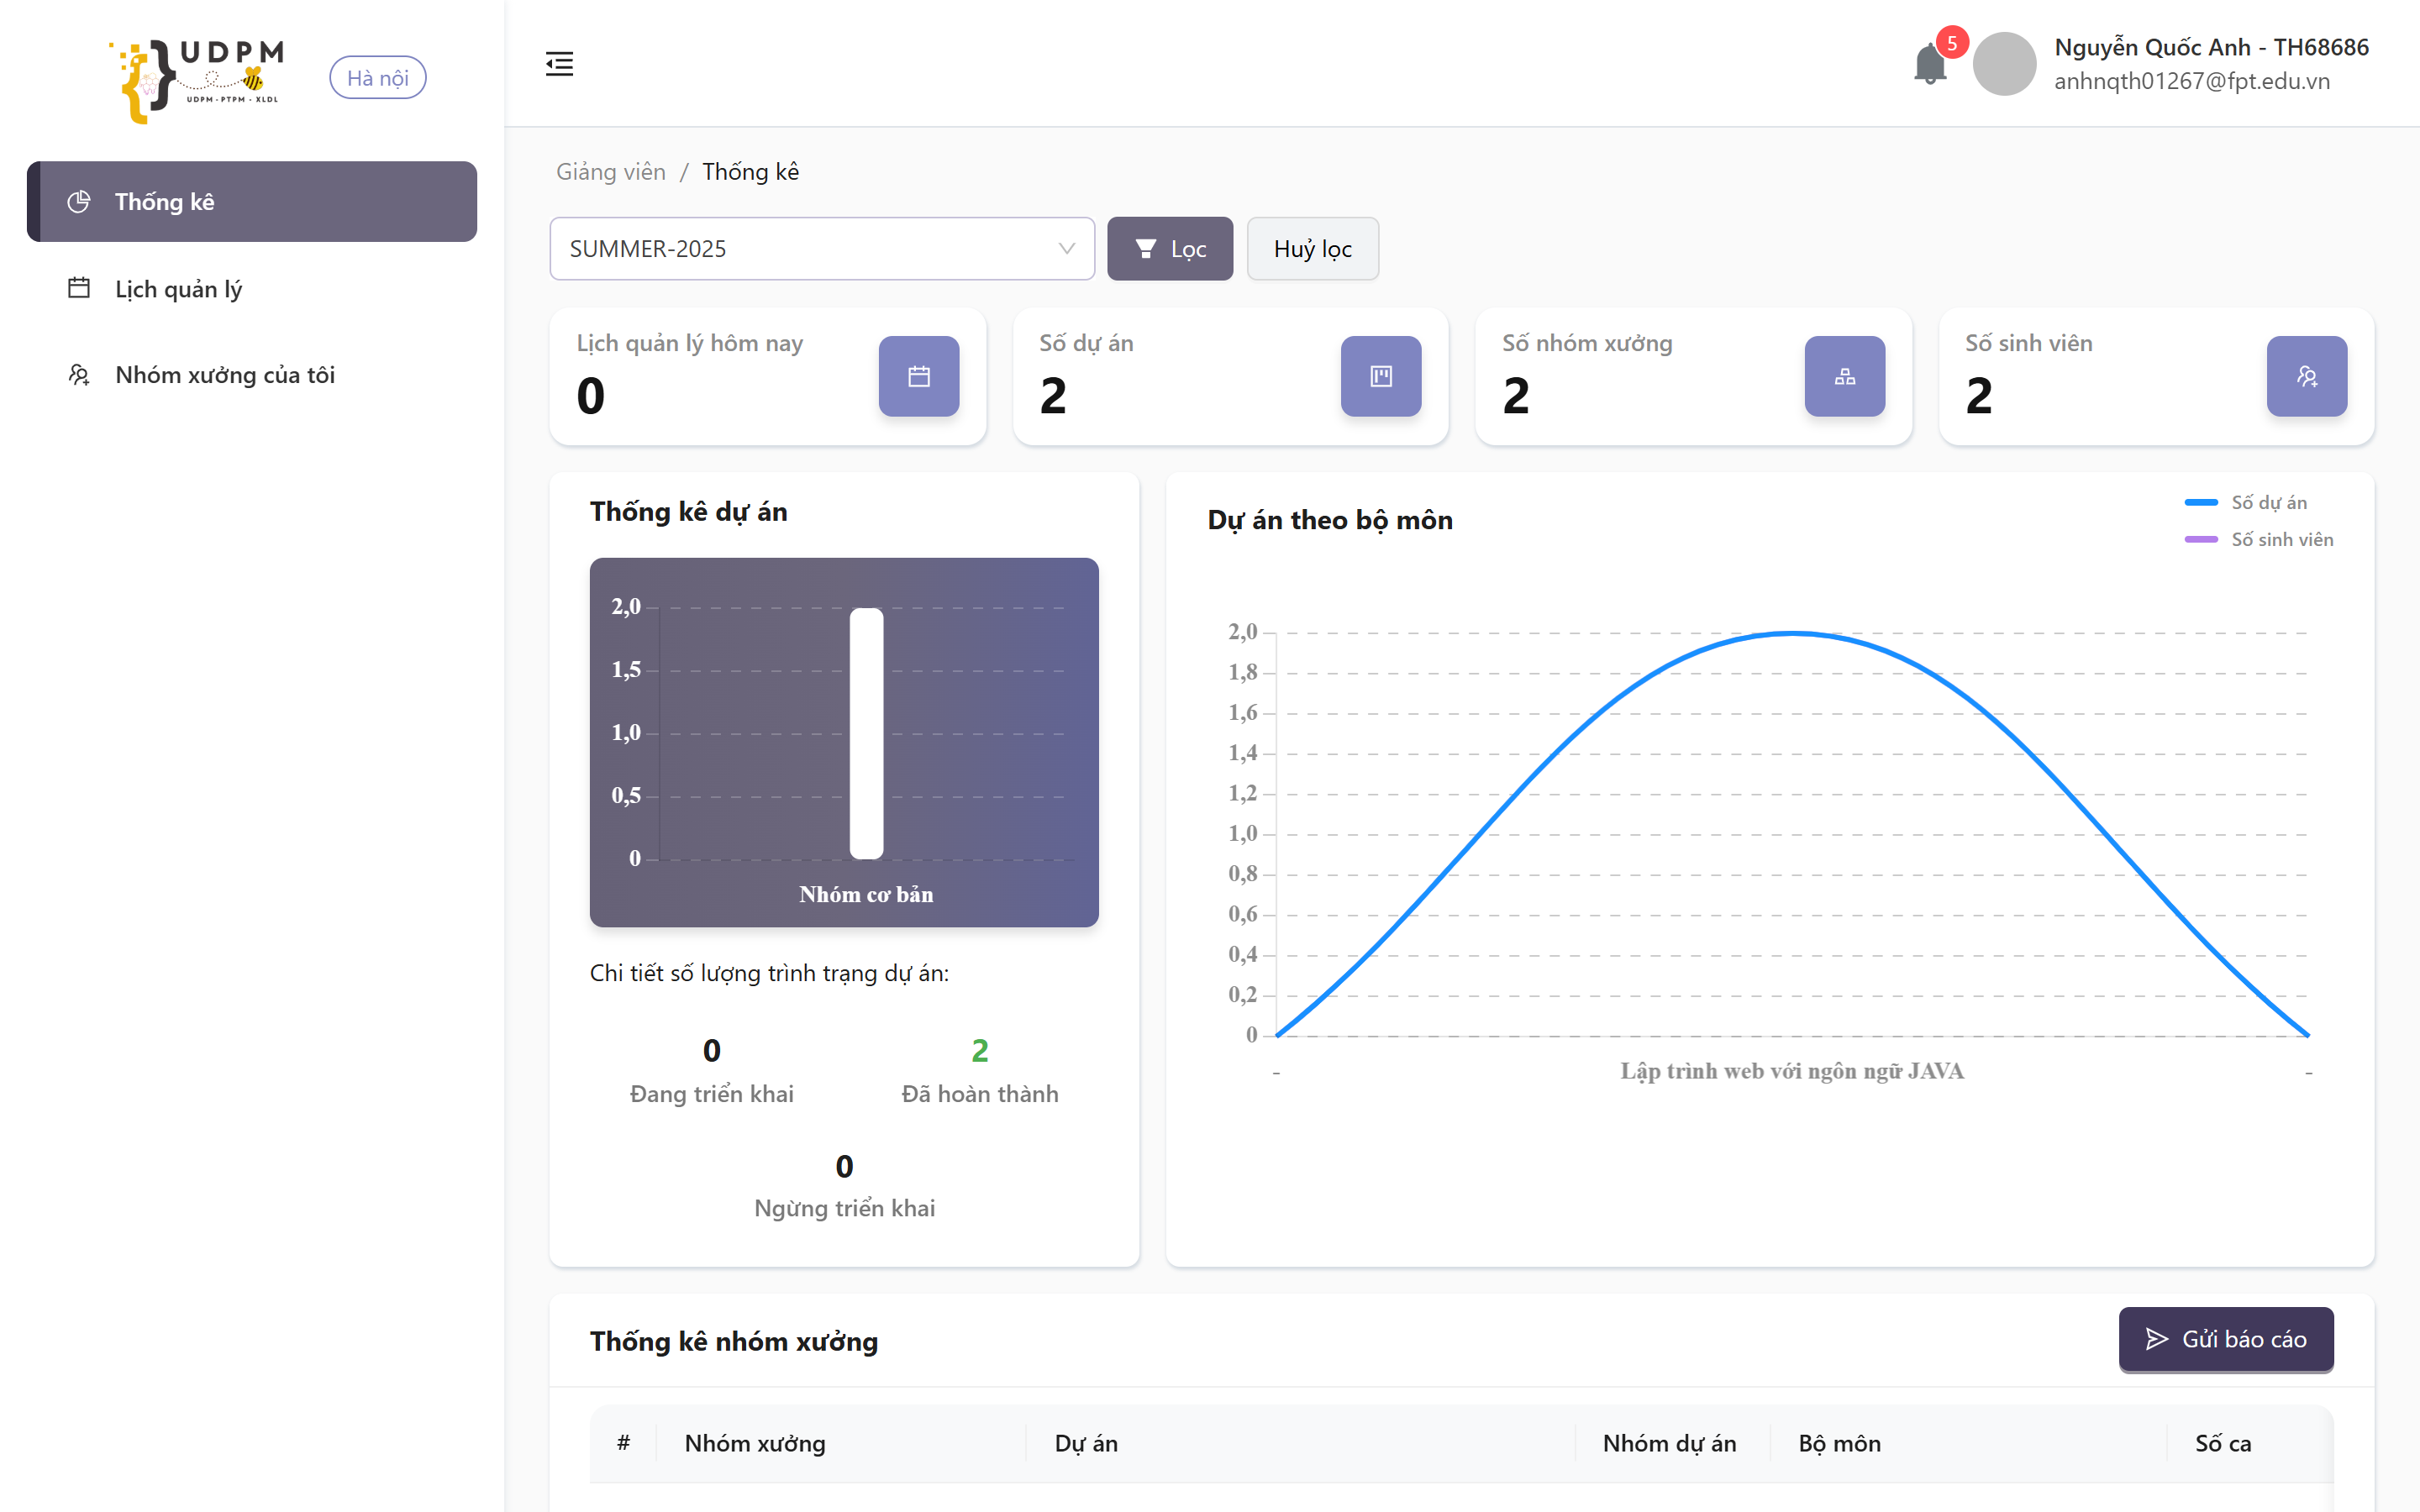 UDPM
UDPM - PTPM - XLDL
Hà nội
Thống kê
Lịch quản lý
Nhóm xưởng của tôi
5
Nguyễn Quốc Anh - TH68686
anhnqth01267@fpt.edu.vn
Giảng viên / Thống kê
SUMMER-2025
Lọc
Huỷ lọc
Lịch quản lý hôm nay
0
Số dự án
2
Số nhóm xưởng
2
Số sinh viên
2
Thống kê dự án
2,0
1,5
1,0
0,5
0
Nhóm cơ bản
Chi tiết số lượng trình trạng dự án:
0
Đang triển khai
2
Đã hoàn thành
0
Ngừng triển khai
Dự án theo bộ môn
Số dự án
Số sinh viên
2,0
1,8
1,6
1,4
1,2
1,0
0,8
0,6
0,4
0,2
0
- Lập trình web với ngôn ngữ JAVA -
Thống kê nhóm xưởng
Gửi báo cáo
# Nhóm xưởng Dự án Nhóm dự án Bộ môn Số ca